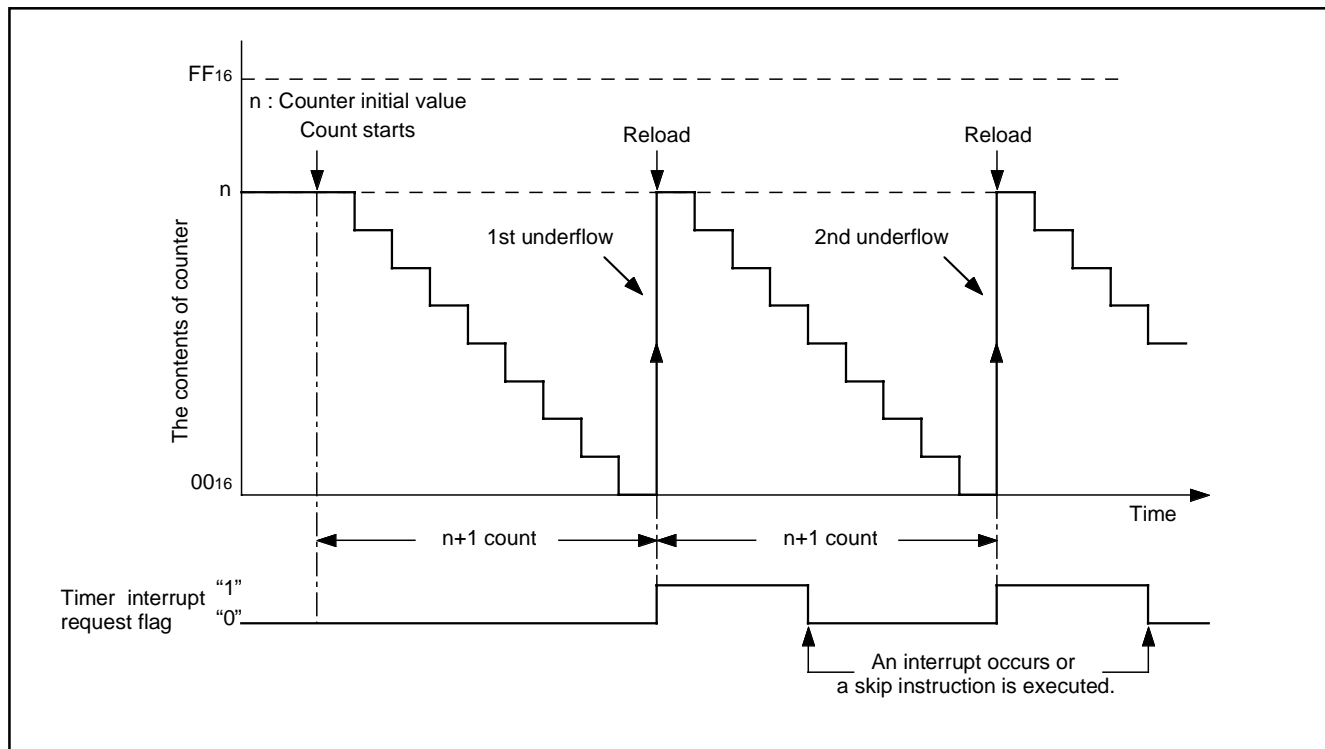 FF16
n : Counter initial value
Count starts
Reload
Reload
n
1st underflow
2nd underflow
The contents of counter
0016
Time
n+1 count
n+1 count
“1”
Timer interrupt
“0”
request flag
An interrupt occurs or
a skip instruction is executed.